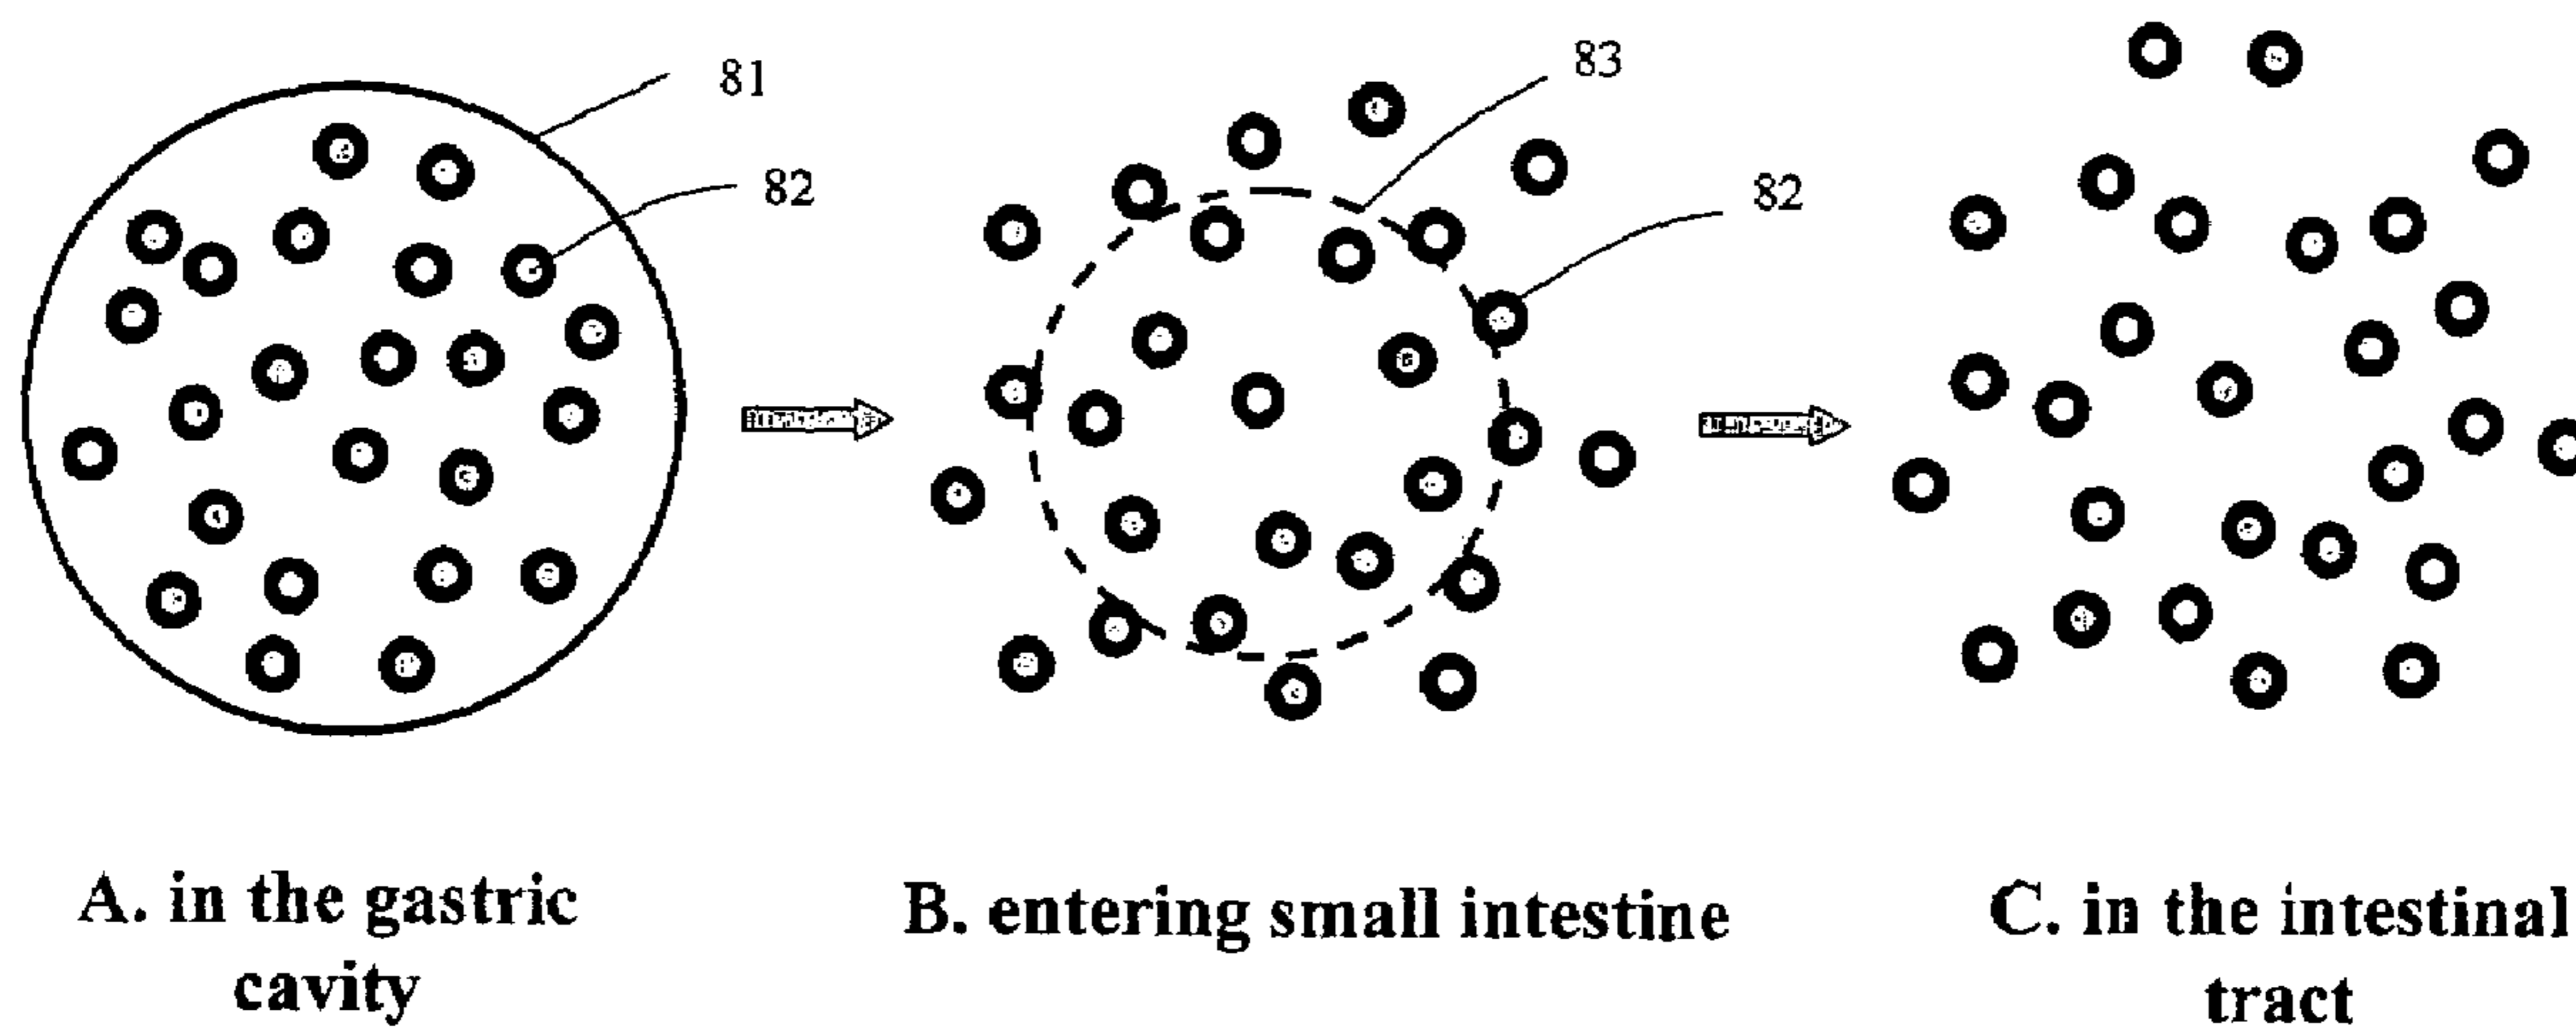 81
82
83
82
A. in the gastric
cavity
B. entering small intestine
C. in the intestinal
tract